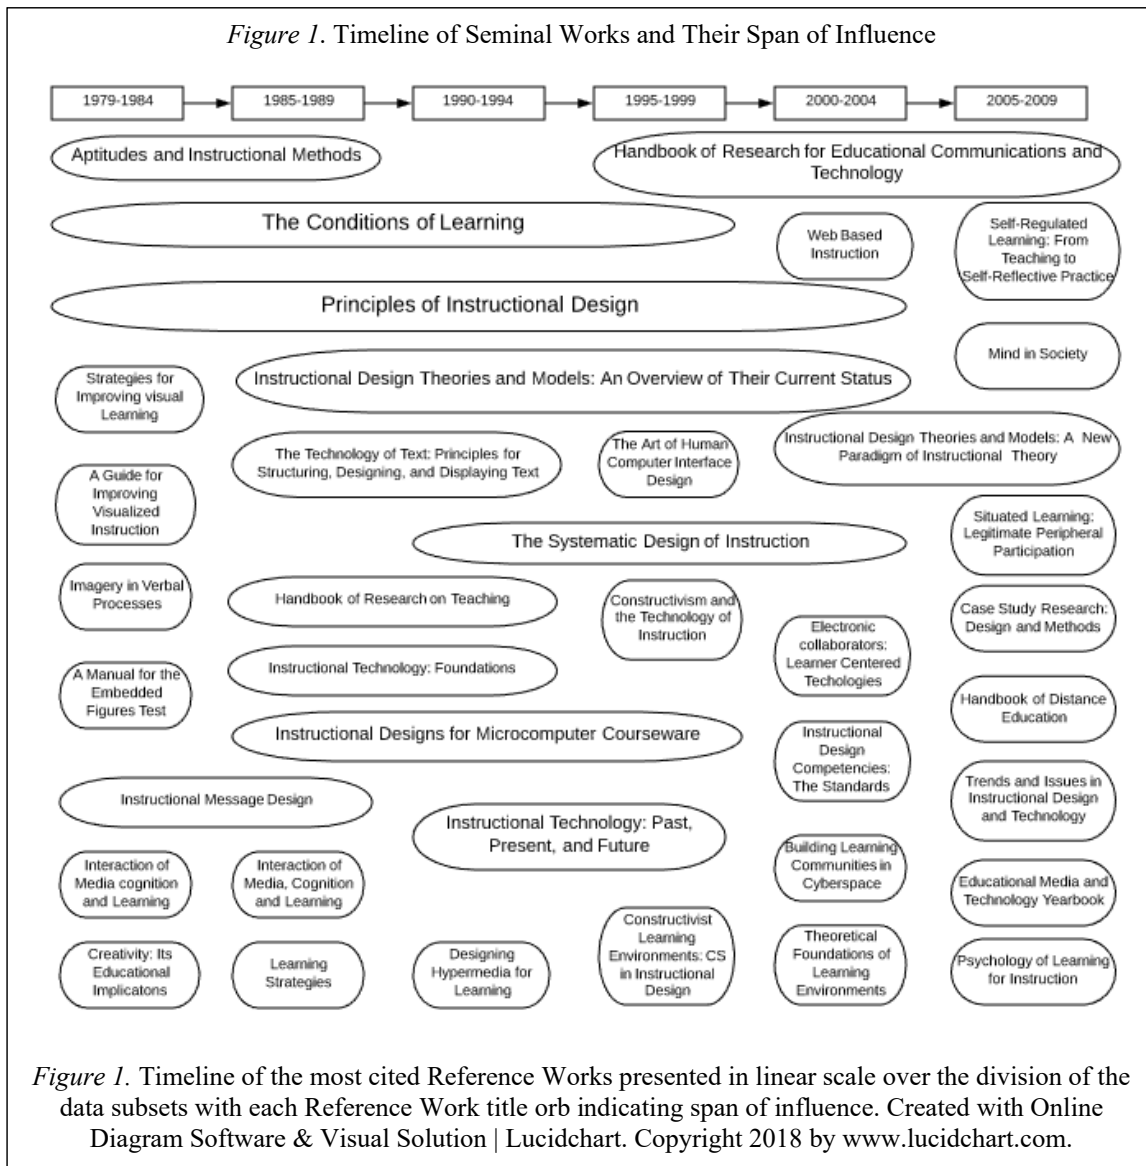 Figure 1. Timeline of Seminal Works and Their Span of Influence
1979-1984
1985-1989
1990-1994
1995-1999
2000-2004
2005-2009
Aptitudes and Instructional Methods
Handbook of Research for Educational Communications and
Technology
The Conditions of Learning
Web Based
Instruction
Self-Regulated
Learning: From
Teaching to
Self-Reflective Practice
Principles of Instructional Design
Mind in Society
Strategies for
Improving visual
Learning
Instructional Design Theories and Models: An Overview of Their Current Status
The Technology of Text: Principles for
Structuring, Designing, and Displaying Text
The Art of Human
Computer Interface
Design
Instructional Design Theories and Models: A New
Paradigm of Instructional Theory
A Guide for
Improving
Visualized
Instruction
The Systematic Design of Instruction
Situated Learning:
Legitimate Peripheral
Participation
Imagery in Verbal
Processes
Handbook of Research on Teaching
Constructivism and
the Technology of
Instruction
Case Study Research:
Design and Methods
Electronic
collaborators:
Learner Centered
Techologies
A Manual for the
Embedded
Figures Test
Instructional Technology: Foundations
Handbook of Distance
Education
Instructional Designs for Microcomputer Courseware
Instructional
Design
Competencies:
The Standards
Instructional Message Design
Trends and Issues in
Instructional Design
and Technology
Instructional Technology: Past,
Present, and Future
Interaction of
Media cognition
and Learning
Interaction of
Media, Cognition
and Learning
Building Learning
Communities in
Cyberspace
Educational Media and
Technology Yearbook
Creativity: Its
Educational
Implicatons
Learning
Strategies
Designing
Hypermedia for
Learning
Constructivist
Learning
Environments: CS
in Instructional
Design
Theoretical
Foundations of
Learning
Environments
Psychology of Learning
for Instruction
Figure 1. Timeline of the most cited Reference Works presented in linear scale over the division of the
data subsets with each Reference Work title orb indicating span of influence. Created with Online
Diagram Software & Visual Solution | Lucidchart. Copyright 2018 by www.lucidchart.com.